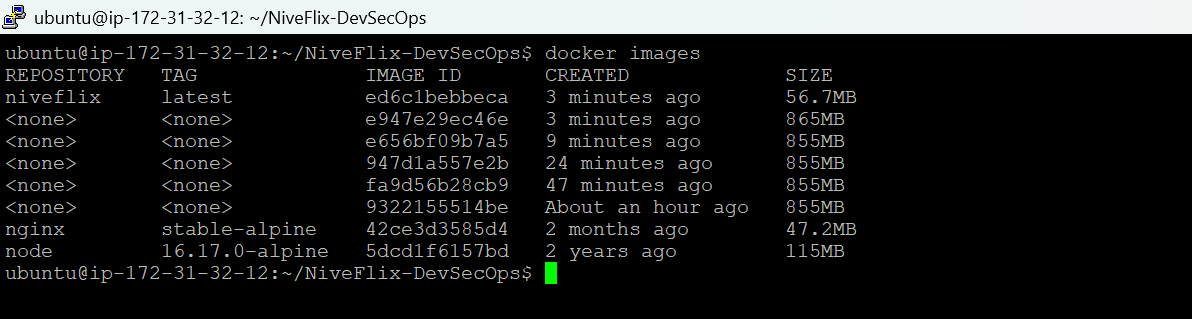 ubuntu@ip-172-31-32-12: ~/NiveFlix-DevSecOps
ubuntu@ip-172-31-32-12:~/NiveFlix-DevSecOps$ docker images
REPOSITORY   TAG              IMAGE ID       CREATED             SIZE
niveflix     latest           ed6c1bebbeca   3 minutes ago       56.7MB
<none>       <none>           e947e29ec46e   3 minutes ago       865MB
<none>       <none>           e656bf09b7a5   9 minutes ago       855MB
<none>       <none>           947d1a557e2b   24 minutes ago      855MB
<none>       <none>           fa9d56b28cb9   47 minutes ago      855MB
<none>       <none>           9322155514be   About an hour ago   855MB
nginx        stable-alpine    42ce3d3585d4   2 months ago        47.2MB
node         16.17.0-alpine   5dcd1f6157bd   2 years ago         115MB
ubuntu@ip-172-31-32-12:~/NiveFlix-DevSecOps$